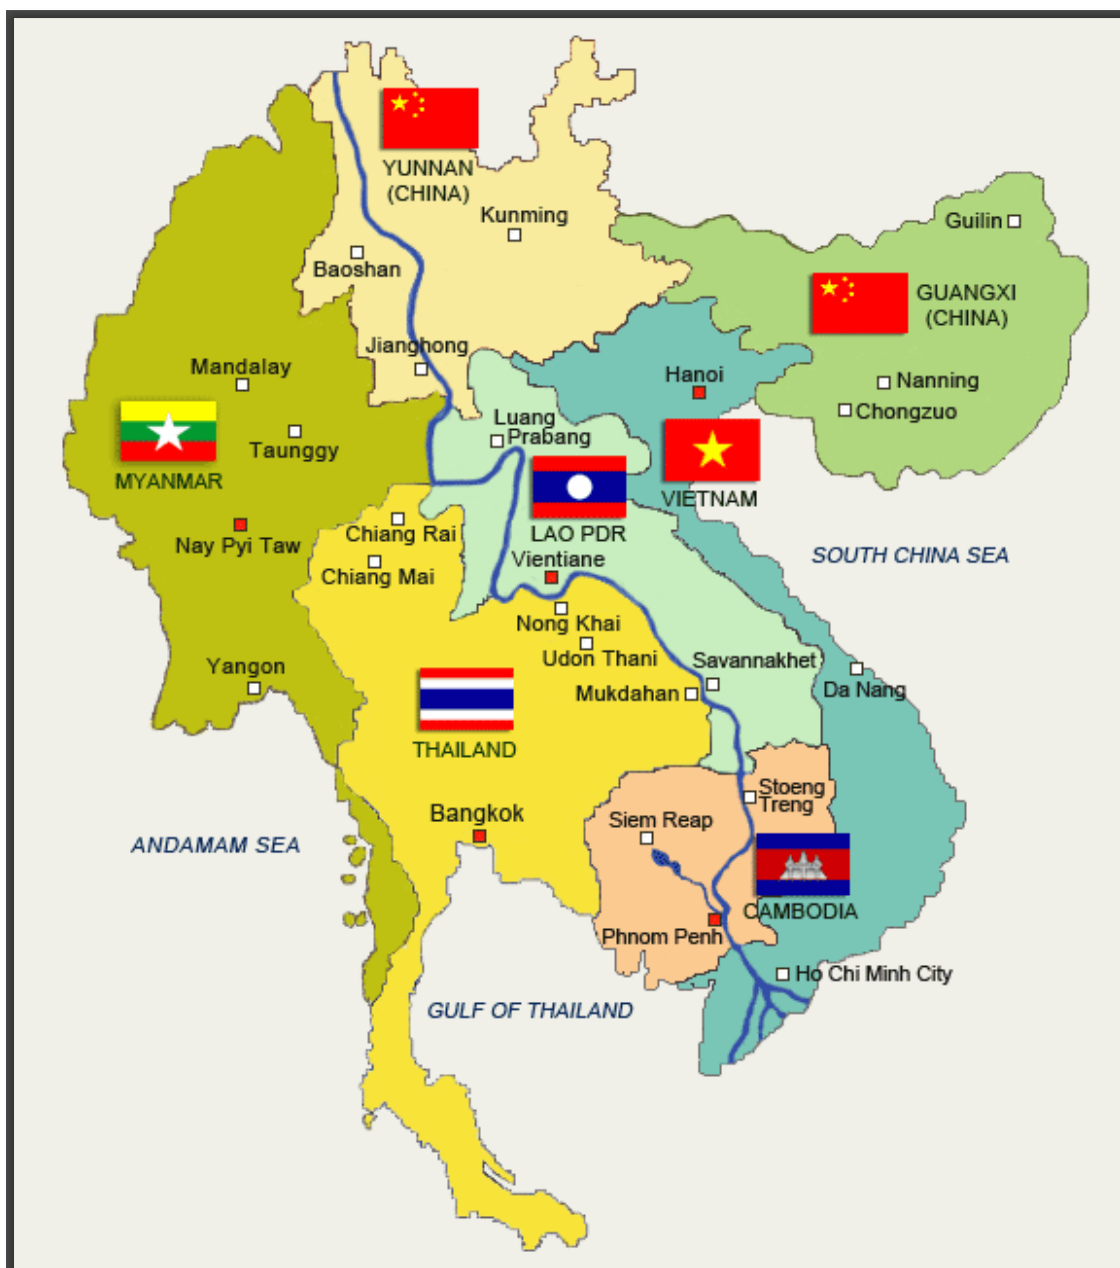 YUNNAN
(CHINA)
Kunming
Guilin
Baoshan
GUANGXI
(CHINA)
Jianghong
Mandalay
Hanoi
Nanning
Chongzuo
Luang
Prabang
Taunggy
MYANMAR
VIETNAM
Nay Pyi Taw
Chiang Rai
LAO PDR
Vientiane
SOUTH CHINA SEA
Chiang Mai
Nong Khai
Udon Thani
Yangon
Savannakhet
Mukdahan
Da Nang
THAILAND
Stoeng
Treng
Bangkok
Siem Reap
ANDAMAM SEA
CAMBODIA
Phnom Penh
Ho Chi Minh City
GULF OF THAILAND